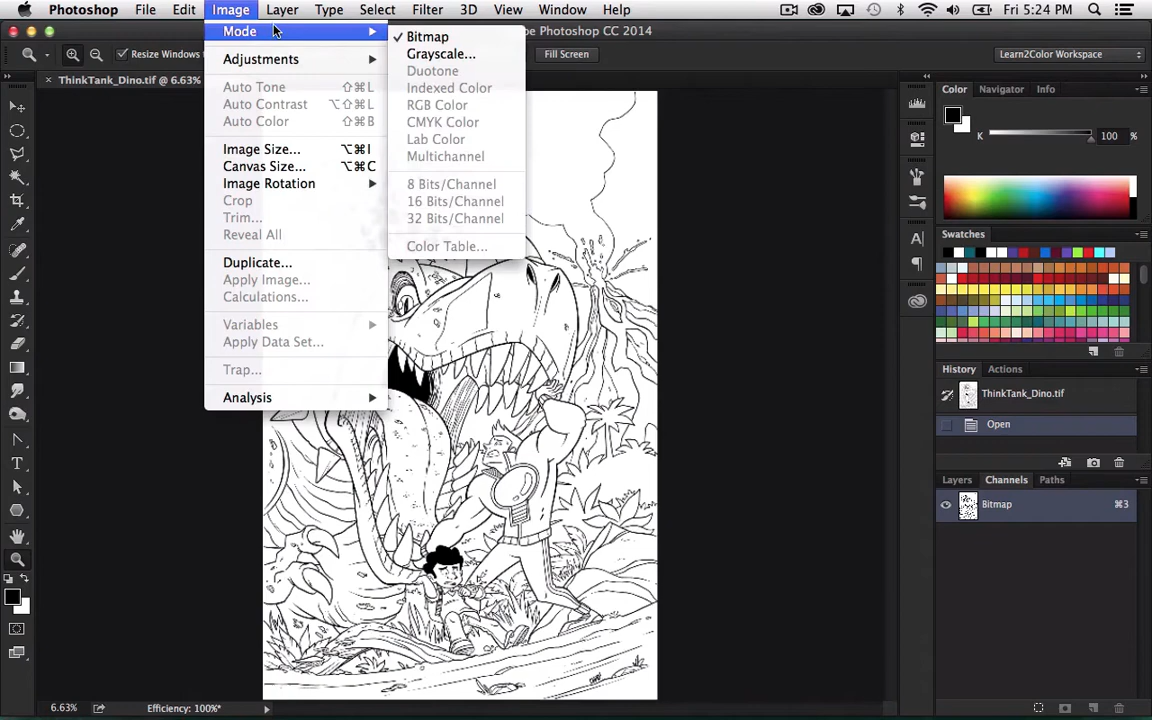 Photoshop File Edit Image Layer Type Select Filter 3D View Window Help Fri 5:24 PM
Adobe Photoshop CC 2014
Resize Windows Fill Screen Learn2Color Workspace
ThinkTank_Dino.tif @ 6.63%
Mode
Adjustments
Auto Tone ⇧⌘L
Auto Contrast ⌥⇧⌘L
Auto Color ⇧⌘B
Image Size... ⌥⌘I
Canvas Size... ⌥⌘C
Image Rotation
Crop
Trim...
Reveal All
Duplicate...
Apply Image...
Calculations...
Variables
Apply Data Set...
Trap...
Analysis
✓ Bitmap
Grayscale...
Duotone
Indexed Color
RGB Color
CMYK Color
Lab Color
Multichannel
8 Bits/Channel
16 Bits/Channel
32 Bits/Channel
Color Table...
Color Navigator Info
K 100 %
Swatches
History Actions
ThinkTank_Dino.tif
Open
Layers Channels Paths
Bitmap ⌘3
6.63% Efficiency: 100%*